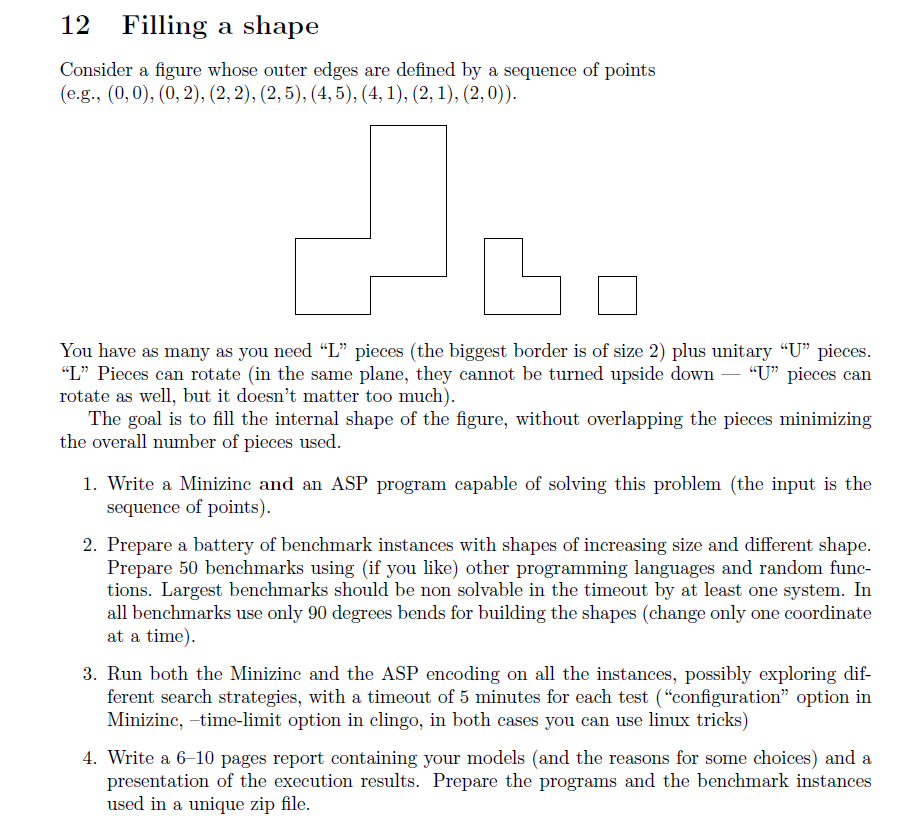 12 Filling a shape
Consider a figure whose outer edges are defined by a sequence of points
(e.g., (0, 0), (0, 2), (2, 2), (2, 5), (4, 5), (4, 1), (2, 1), (2, 0)).
You have as many as you need “L” pieces (the biggest border is of size 2) plus unitary “U” pieces.
“L” Pieces can rotate (in the same plane, they cannot be turned upside down — “U” pieces can
rotate as well, but it doesn’t matter too much).
The goal is to fill the internal shape of the figure, without overlapping the pieces minimizing
the overall number of pieces used.
1. Write a Minizinc and an ASP program capable of solving this problem (the input is the
sequence of points).
2. Prepare a battery of benchmark instances with shapes of increasing size and different shape.
Prepare 50 benchmarks using (if you like) other programming languages and random func-
tions. Largest benchmarks should be non solvable in the timeout by at least one system. In
all benchmarks use only 90 degrees bends for building the shapes (change only one coordinate
at a time).
3. Run both the Minizinc and the ASP encoding on all the instances, possibly exploring dif-
ferent search strategies, with a timeout of 5 minutes for each test (“configuration” option in
Minizinc, –time-limit option in clingo, in both cases you can use linux tricks)
4. Write a 6–10 pages report containing your models (and the reasons for some choices) and a
presentation of the execution results. Prepare the programs and the benchmark instances
used in a unique zip file.